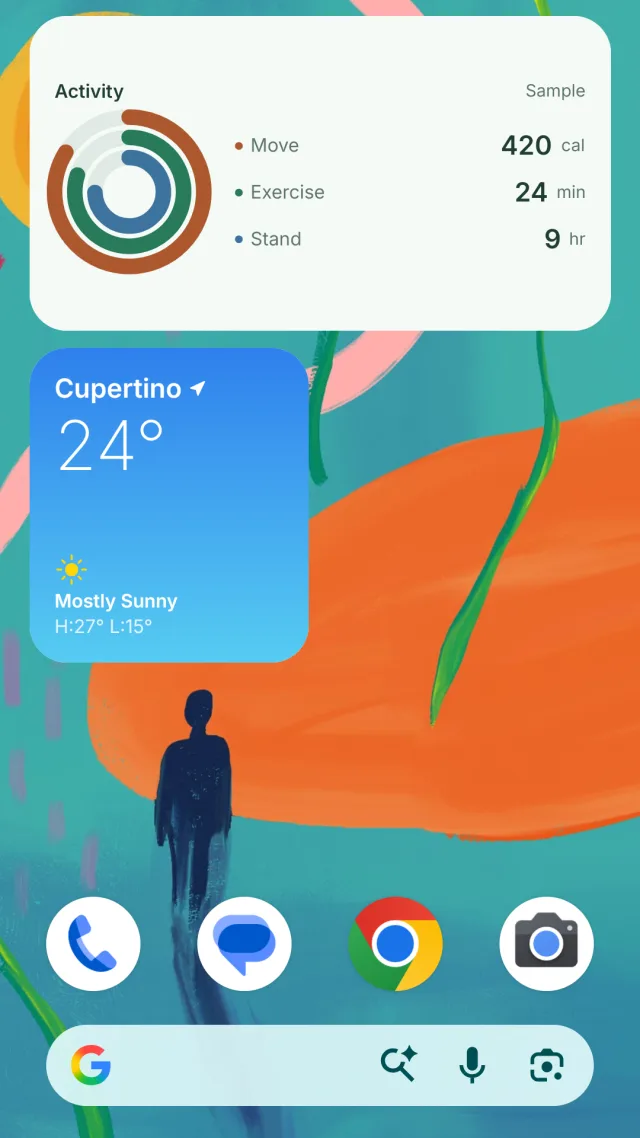 Activity
Sample
Move 420 cal
Exercise 24 min
Stand 9 hr
Cupertino
24°
Mostly Sunny
H:27° L:15°